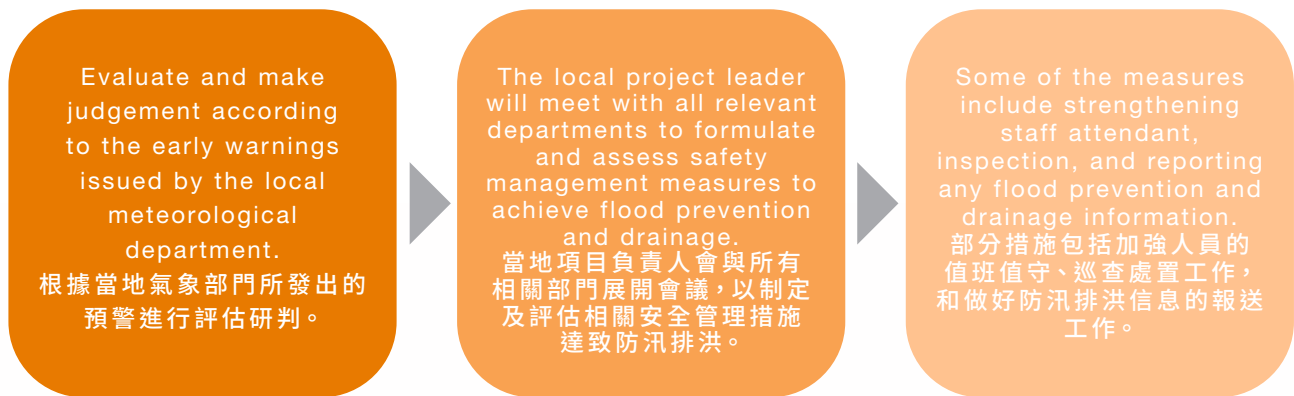 Evaluate and make
judgement according
to the early warnings
issued by the local
meteorological
department.
根據當地氣象部門所發出的
預警進行評估研判。
The local project leader
will meet with all relevant
departments to formulate
and assess safety
management measures to
achieve flood prevention
and drainage.
當地項目負責人會與所有
相關部門展開會議，以制定
及評估相關安全管理措施
達致防汛排洪。
Some of the measures
include strengthening
staff attendant,
inspection, and reporting
any flood prevention and
drainage information.
部分措施包括加強人員的
值班值守、巡查處置工作，
和做好防汛排洪信息的報送
工作。